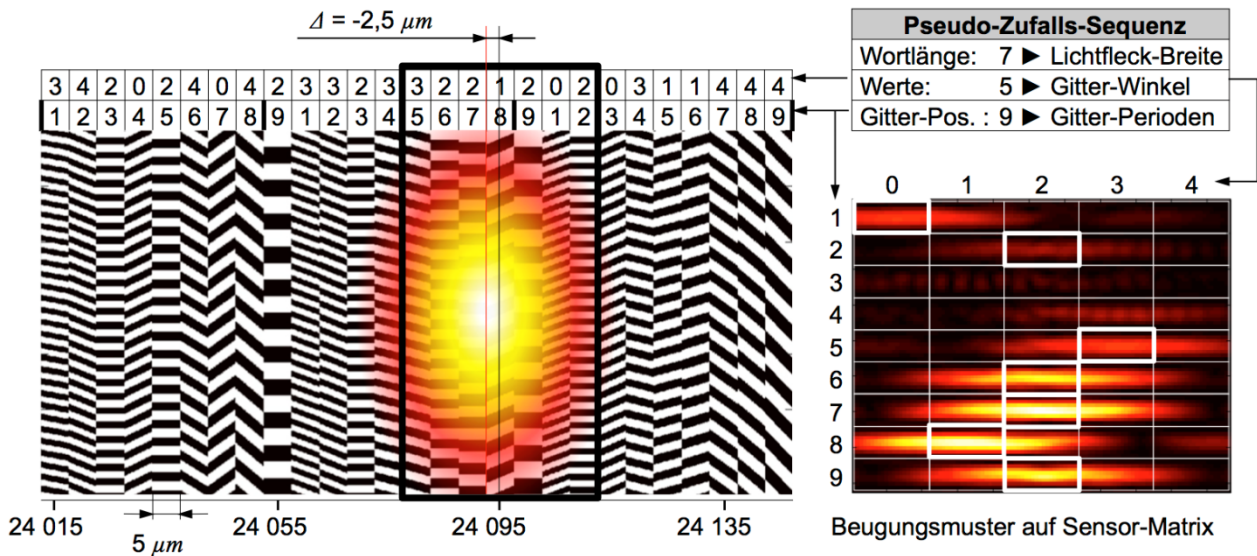 Δ = -2,5 µm
3 4 2 0 2 4 0 4 2 3 3 2 3 3 2 2 1 2 0 2 0 3 1 1 4 4 4
1 2 3 4 5 6 7 8 9 1 2 3 4 5 6 7 8 9 1 2 3 4 5 6 7 8 9
24 015 24 055 24 095 24 135
5 µm
Pseudo-Zufalls-Sequenz
Wortlänge: 7 ► Lichtfleck-Breite
Werte: 5 ► Gitter-Winkel
Gitter-Pos. : 9 ► Gitter-Perioden
0 1 2 3 4
1
2
3
4
5
6
7
8
9
Beugungsmuster auf Sensor-Matrix